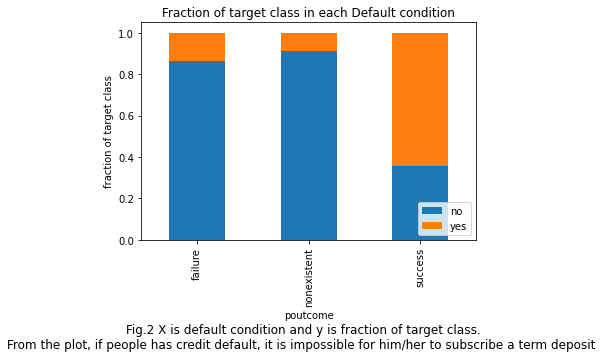 Fraction of target class in each Default condition
1.0
0.8
0.6
0.4
0.2
0.0
fraction of target class
no
yes
failure
nonexistent
success
poutcome
Fig.2 X is default condition and y is fraction of target class.
From the plot, if people has credit default, it is impossible for him/her to subscribe a term deposit